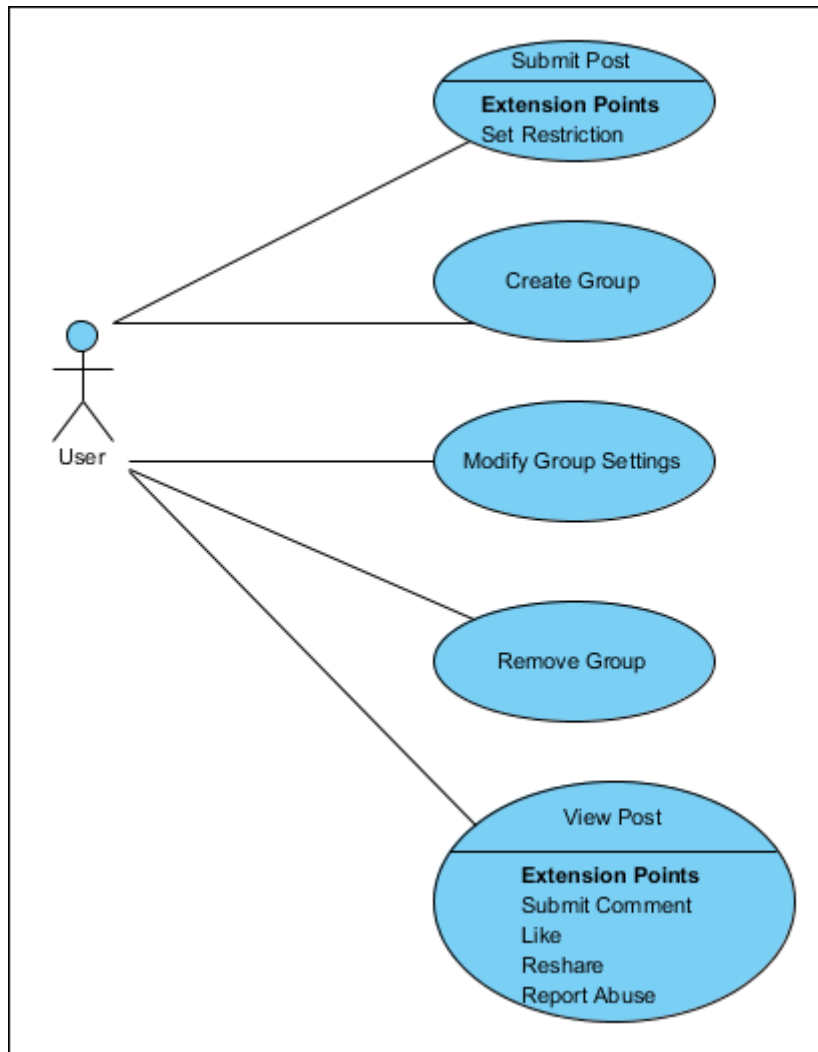 Submit Post
Extension Points
Set Restriction
Create Group
User
Modify Group Settings
Remove Group
View Post
Extension Points
Submit Comment
Like
Reshare
Report Abuse